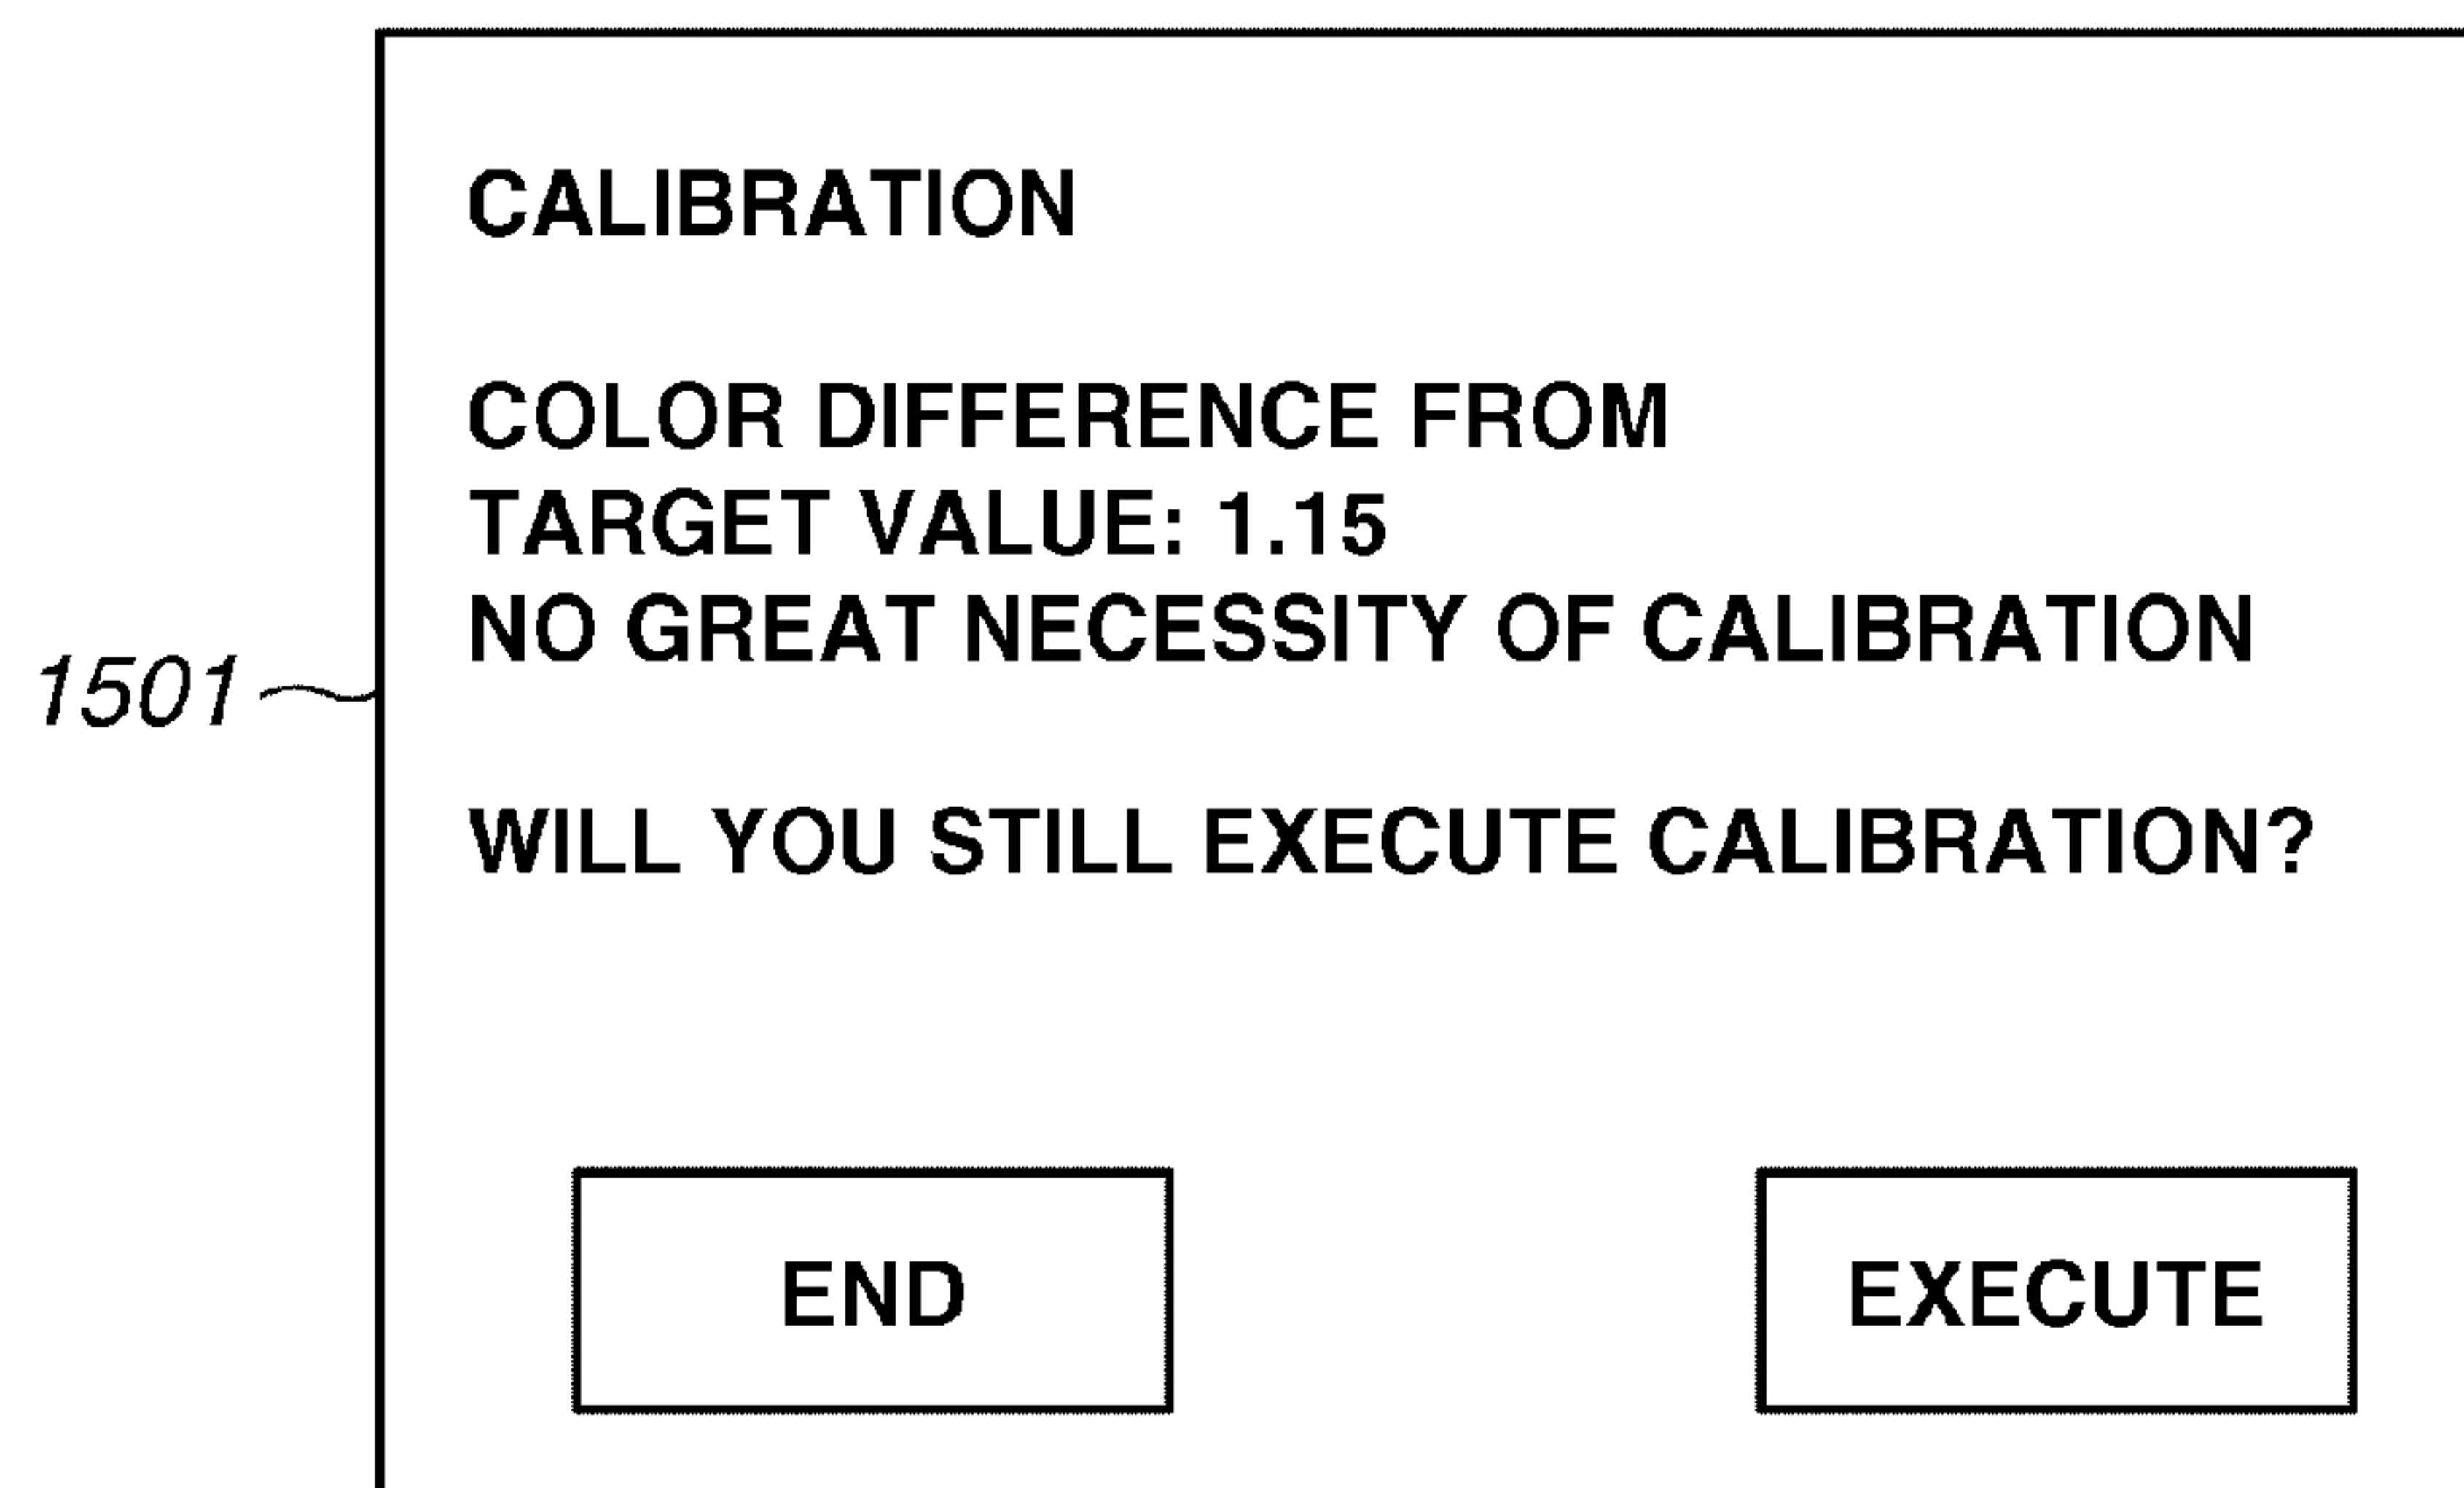 CALIBRATION
COLOR DIFFERENCE FROM
TARGET VALUE: 1.15
NO GREAT NECESSITY OF CALIBRATION
1501
WILL YOU STILL EXECUTE CALIBRATION?
END
EXECUTE